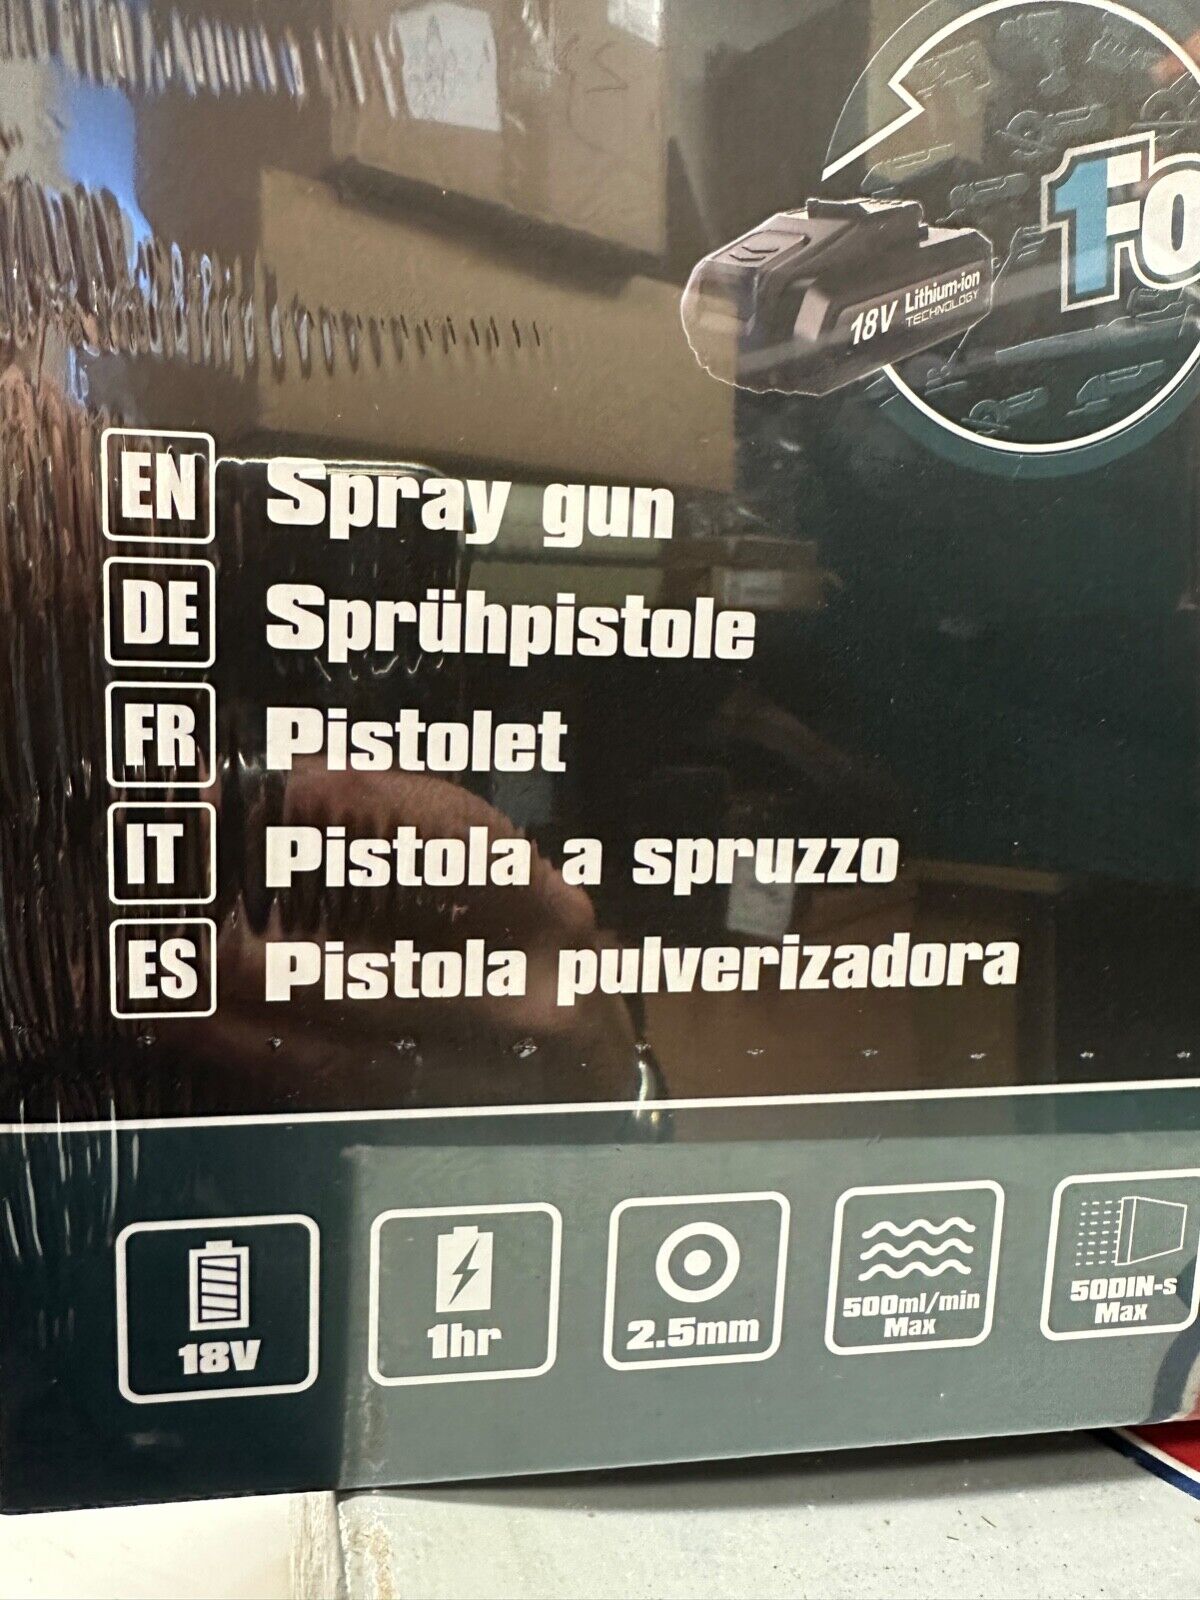 18V Lithium-ion
TECHNOLOGY
EN Spray gun
DE Sprühpistole
FR Pistolet
IT Pistola a spruzzo
ES Pistola pulverizadora
18V
1hr
2.5mm
500ml/min
Max
50DIN-s
Max